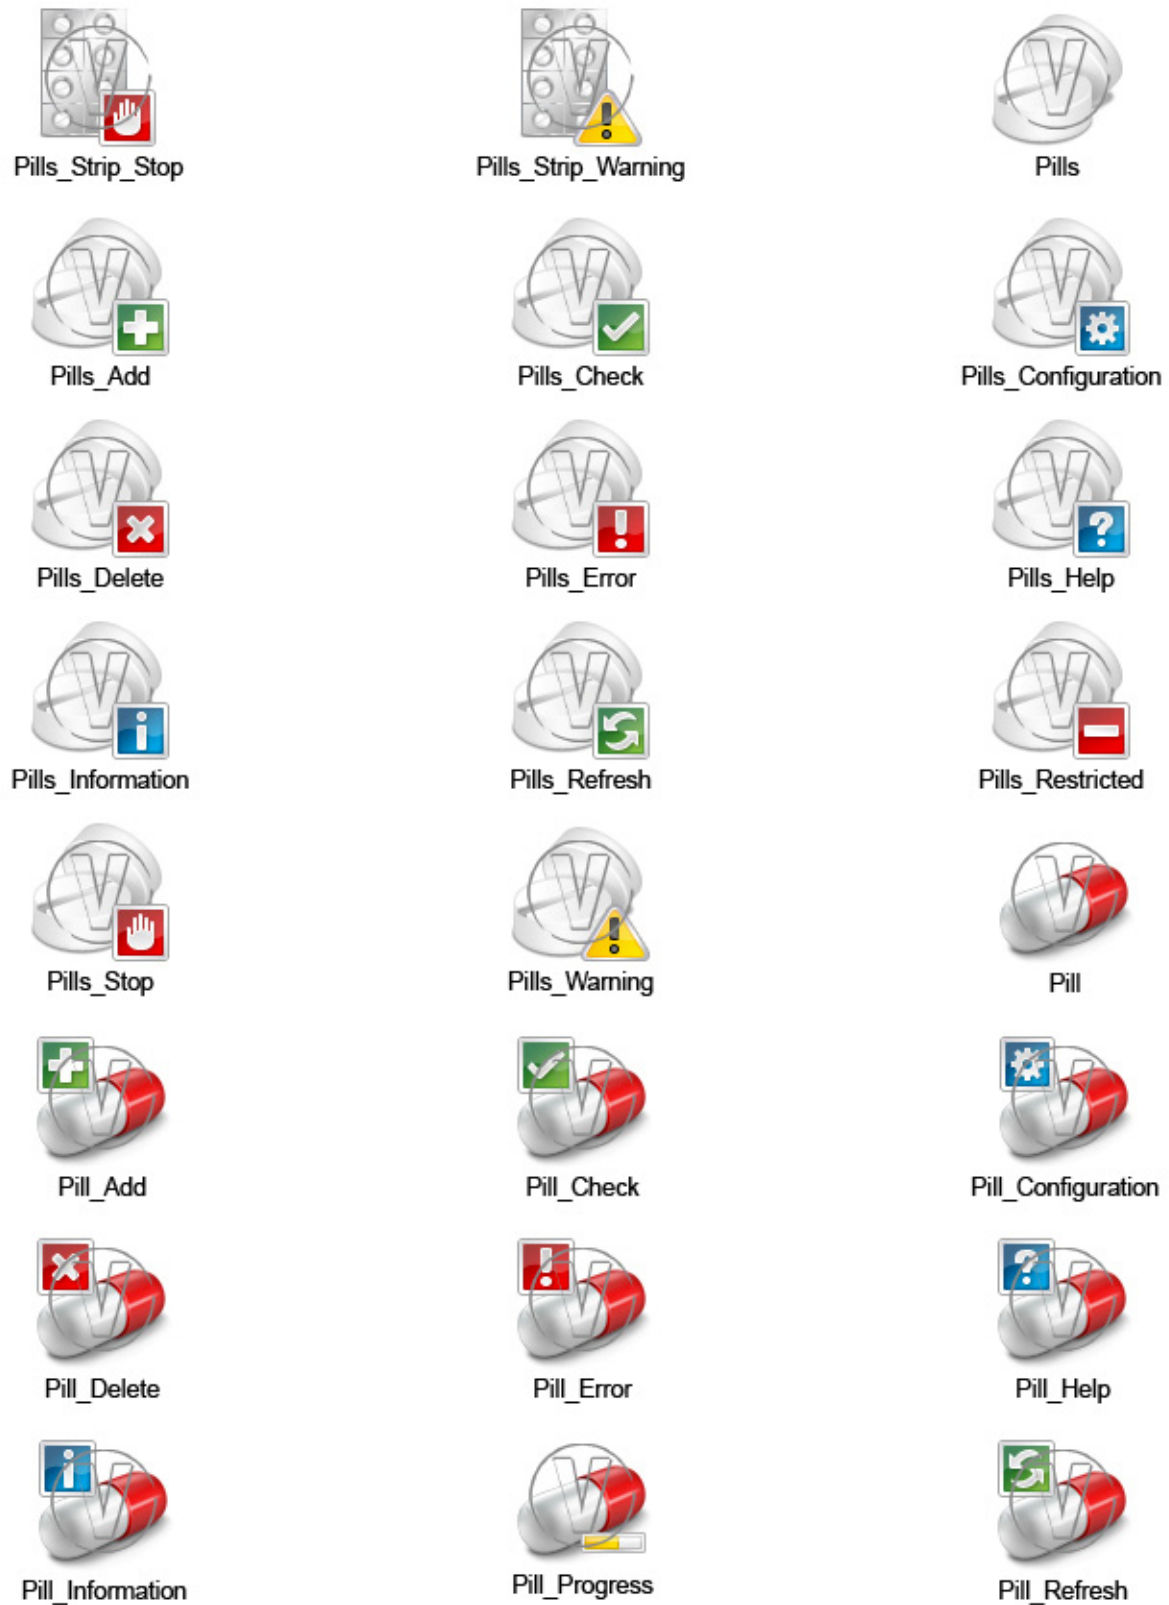 Pills_Strip_Stop
Pills_Strip_Warning
Pills
Pills_Add
Pills_Check
Pills_Configuration
Pills_Delete
Pills_Error
Pills_Help
Pills_Information
Pills_Refresh
Pills_Restricted
Pills_Stop
Pills_Warning
Pill
Pill_Add
Pill_Check
Pill_Configuration
Pill_Delete
Pill_Error
Pill_Help
Pill_Information
Pill_Progress
Pill_Refresh